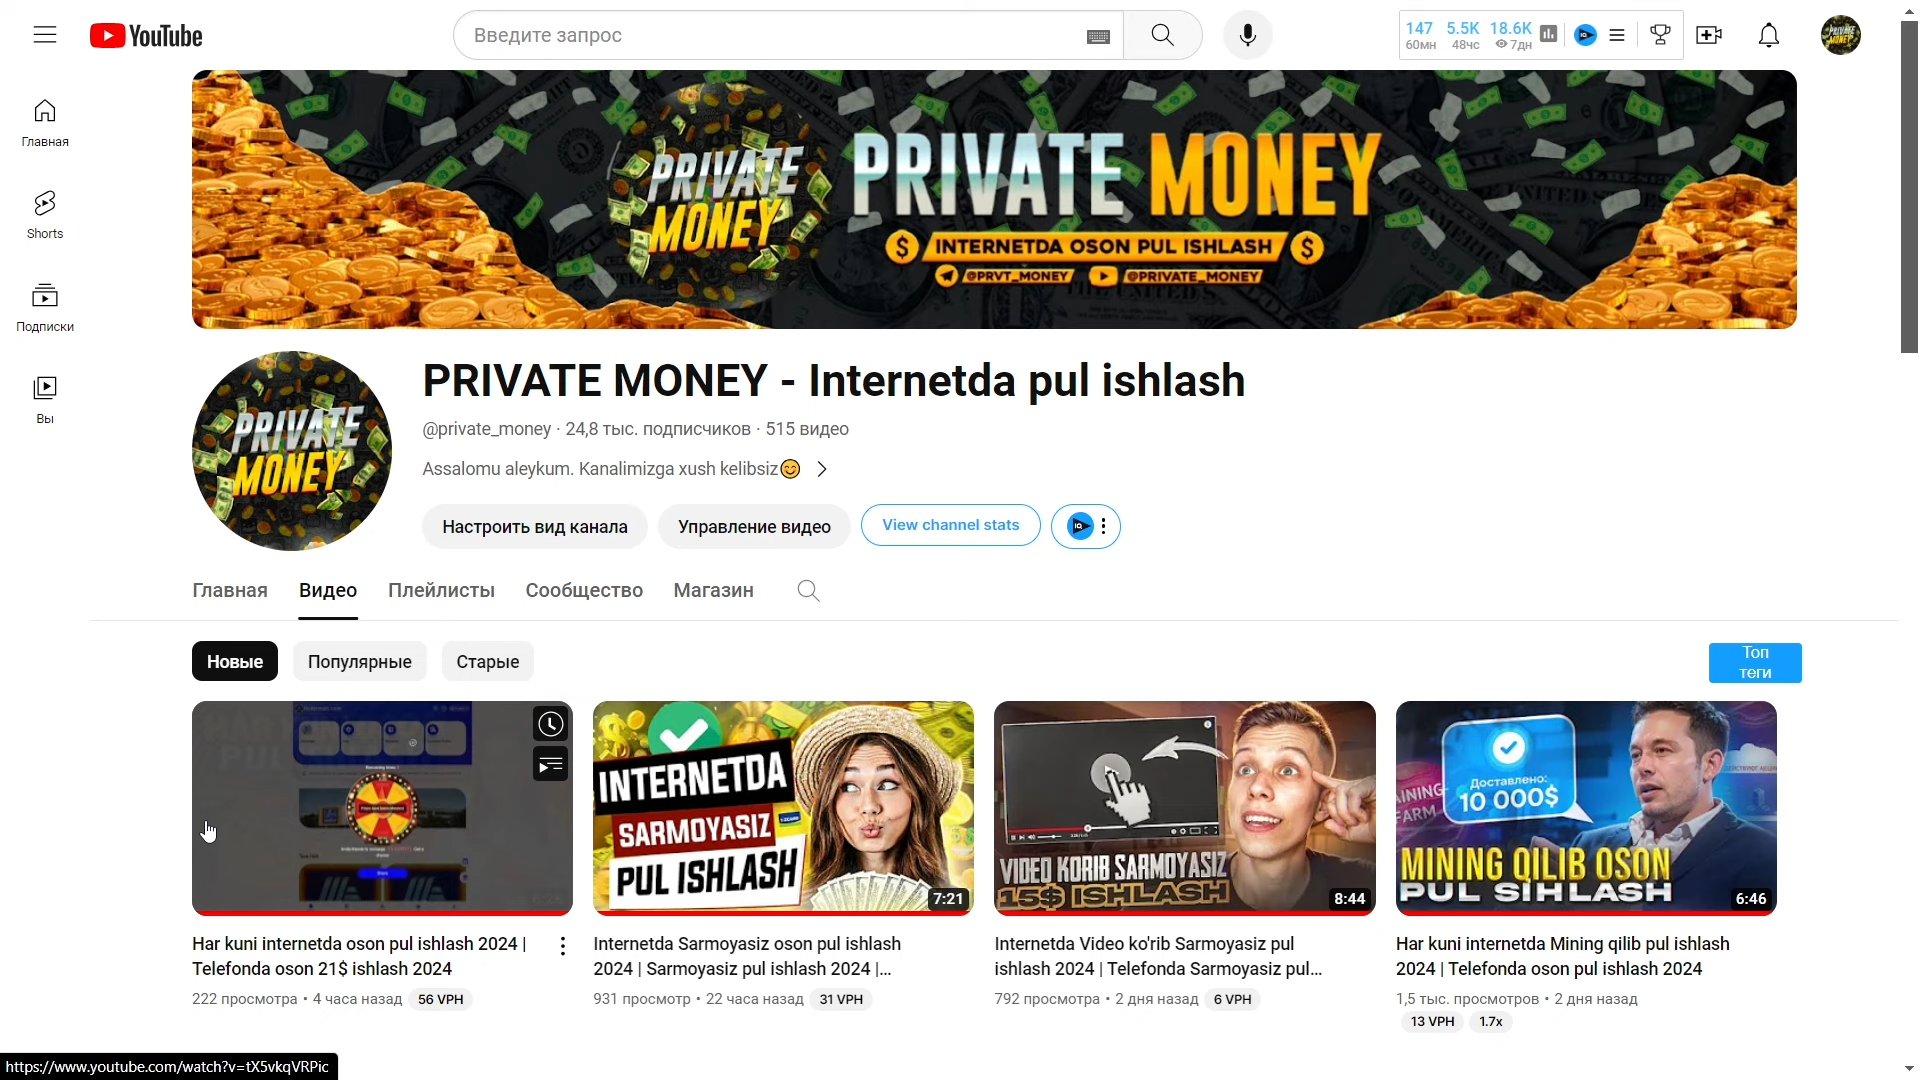 YouTube
Введите запрос
147 5.5K 18.6K
60мн 48чс 7дн
Главная
Shorts
Подписки
Вы
PRIVATE MONEY
PRIVATE MONEY
INTERNETDA OSON PUL ISHLASH
@PRVT_MONEY @PRIVATE_MONEY
PRIVATE MONEY
PRIVATE MONEY - Internetda pul ishlash
@private_money · 24,8 тыс. подписчиков · 515 видео
Assalomu aleykum. Kanalimizga xush kelibsiz😊
Настроить вид канала
Управление видео
View channel stats
Главная
Видео
Плейлисты
Сообщество
Магазин
Новые
Популярные
Старые
Топ
теги
INTERNETDA
SARMOYASIZ
PUL ISHLASH
7:21
VIDEO KORIB SARMOYASIZ
15$ ISHLASH
8:44
Доставлено:
10 000$
MINING QILIB OSON
PUL SIHLASH
6:46
Har kuni internetda oson pul ishlash 2024 |
Telefonda oson 21$ ishlash 2024
222 просмотра • 4 часа назад 56 VPH
Internetda Sarmoyasiz oson pul ishlash
2024 | Sarmoyasiz pul ishlash 2024 |...
931 просмотр • 22 часа назад 31 VPH
Internetda Video ko'rib Sarmoyasiz pul
ishlash 2024 | Telefonda Sarmoyasiz pul...
792 просмотра • 2 дня назад 6 VPH
Har kuni internetda Mining qilib pul ishlash
2024 | Telefonda oson pul ishlash 2024
1,5 тыс. просмотров • 2 дня назад
13 VPH 1.7x
https://www.youtube.com/watch?v=tX5vkqVRPic